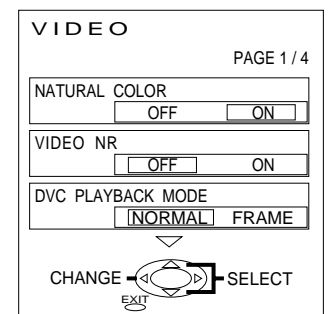 VIDEO
PAGE 1 / 4
NATURAL COLOR
OFF ON
VIDEO NR
OFF ON
DVC PLAYBACK MODE
NORMAL FRAME
CHANGE SELECT
EXIT